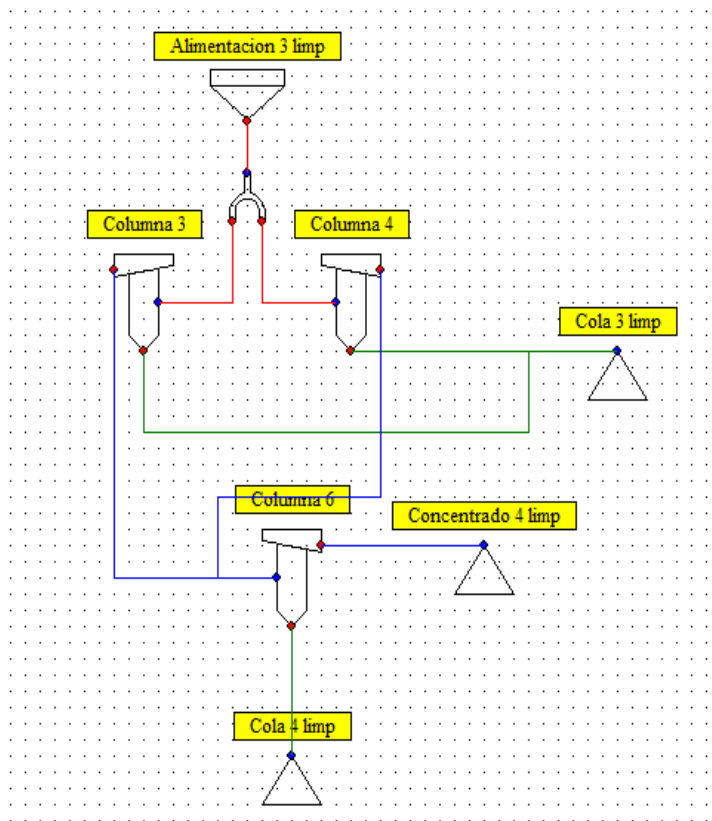 Alimentacion 3 limp
Columna 3
Columna 4
Cola 3 limp
Columna 6
Concentrado 4 limp
Cola 4 limp